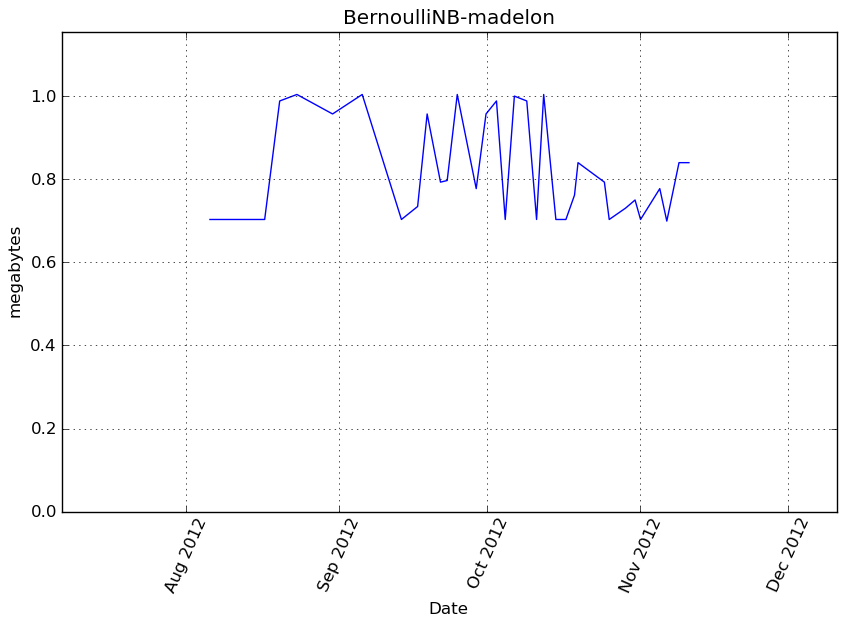 BernoulliNB-madelon
1.0
0.8
0.6
0.4
0.2
0.0
megabytes
Aug 2012
Sep 2012
Oct 2012
Nov 2012
Dec 2012
Date